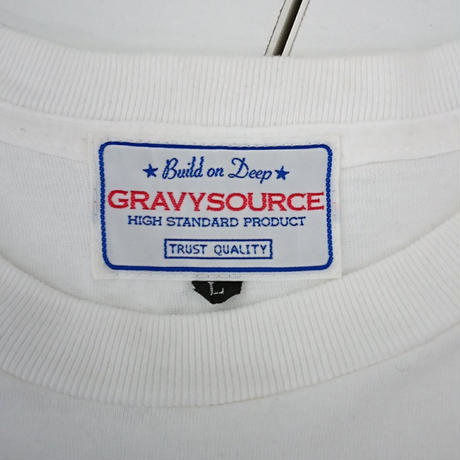 ★ Build on Deep ★
GRAVYSOURCE
HIGH STANDARD PRODUCT
TRUST QUALITY
L